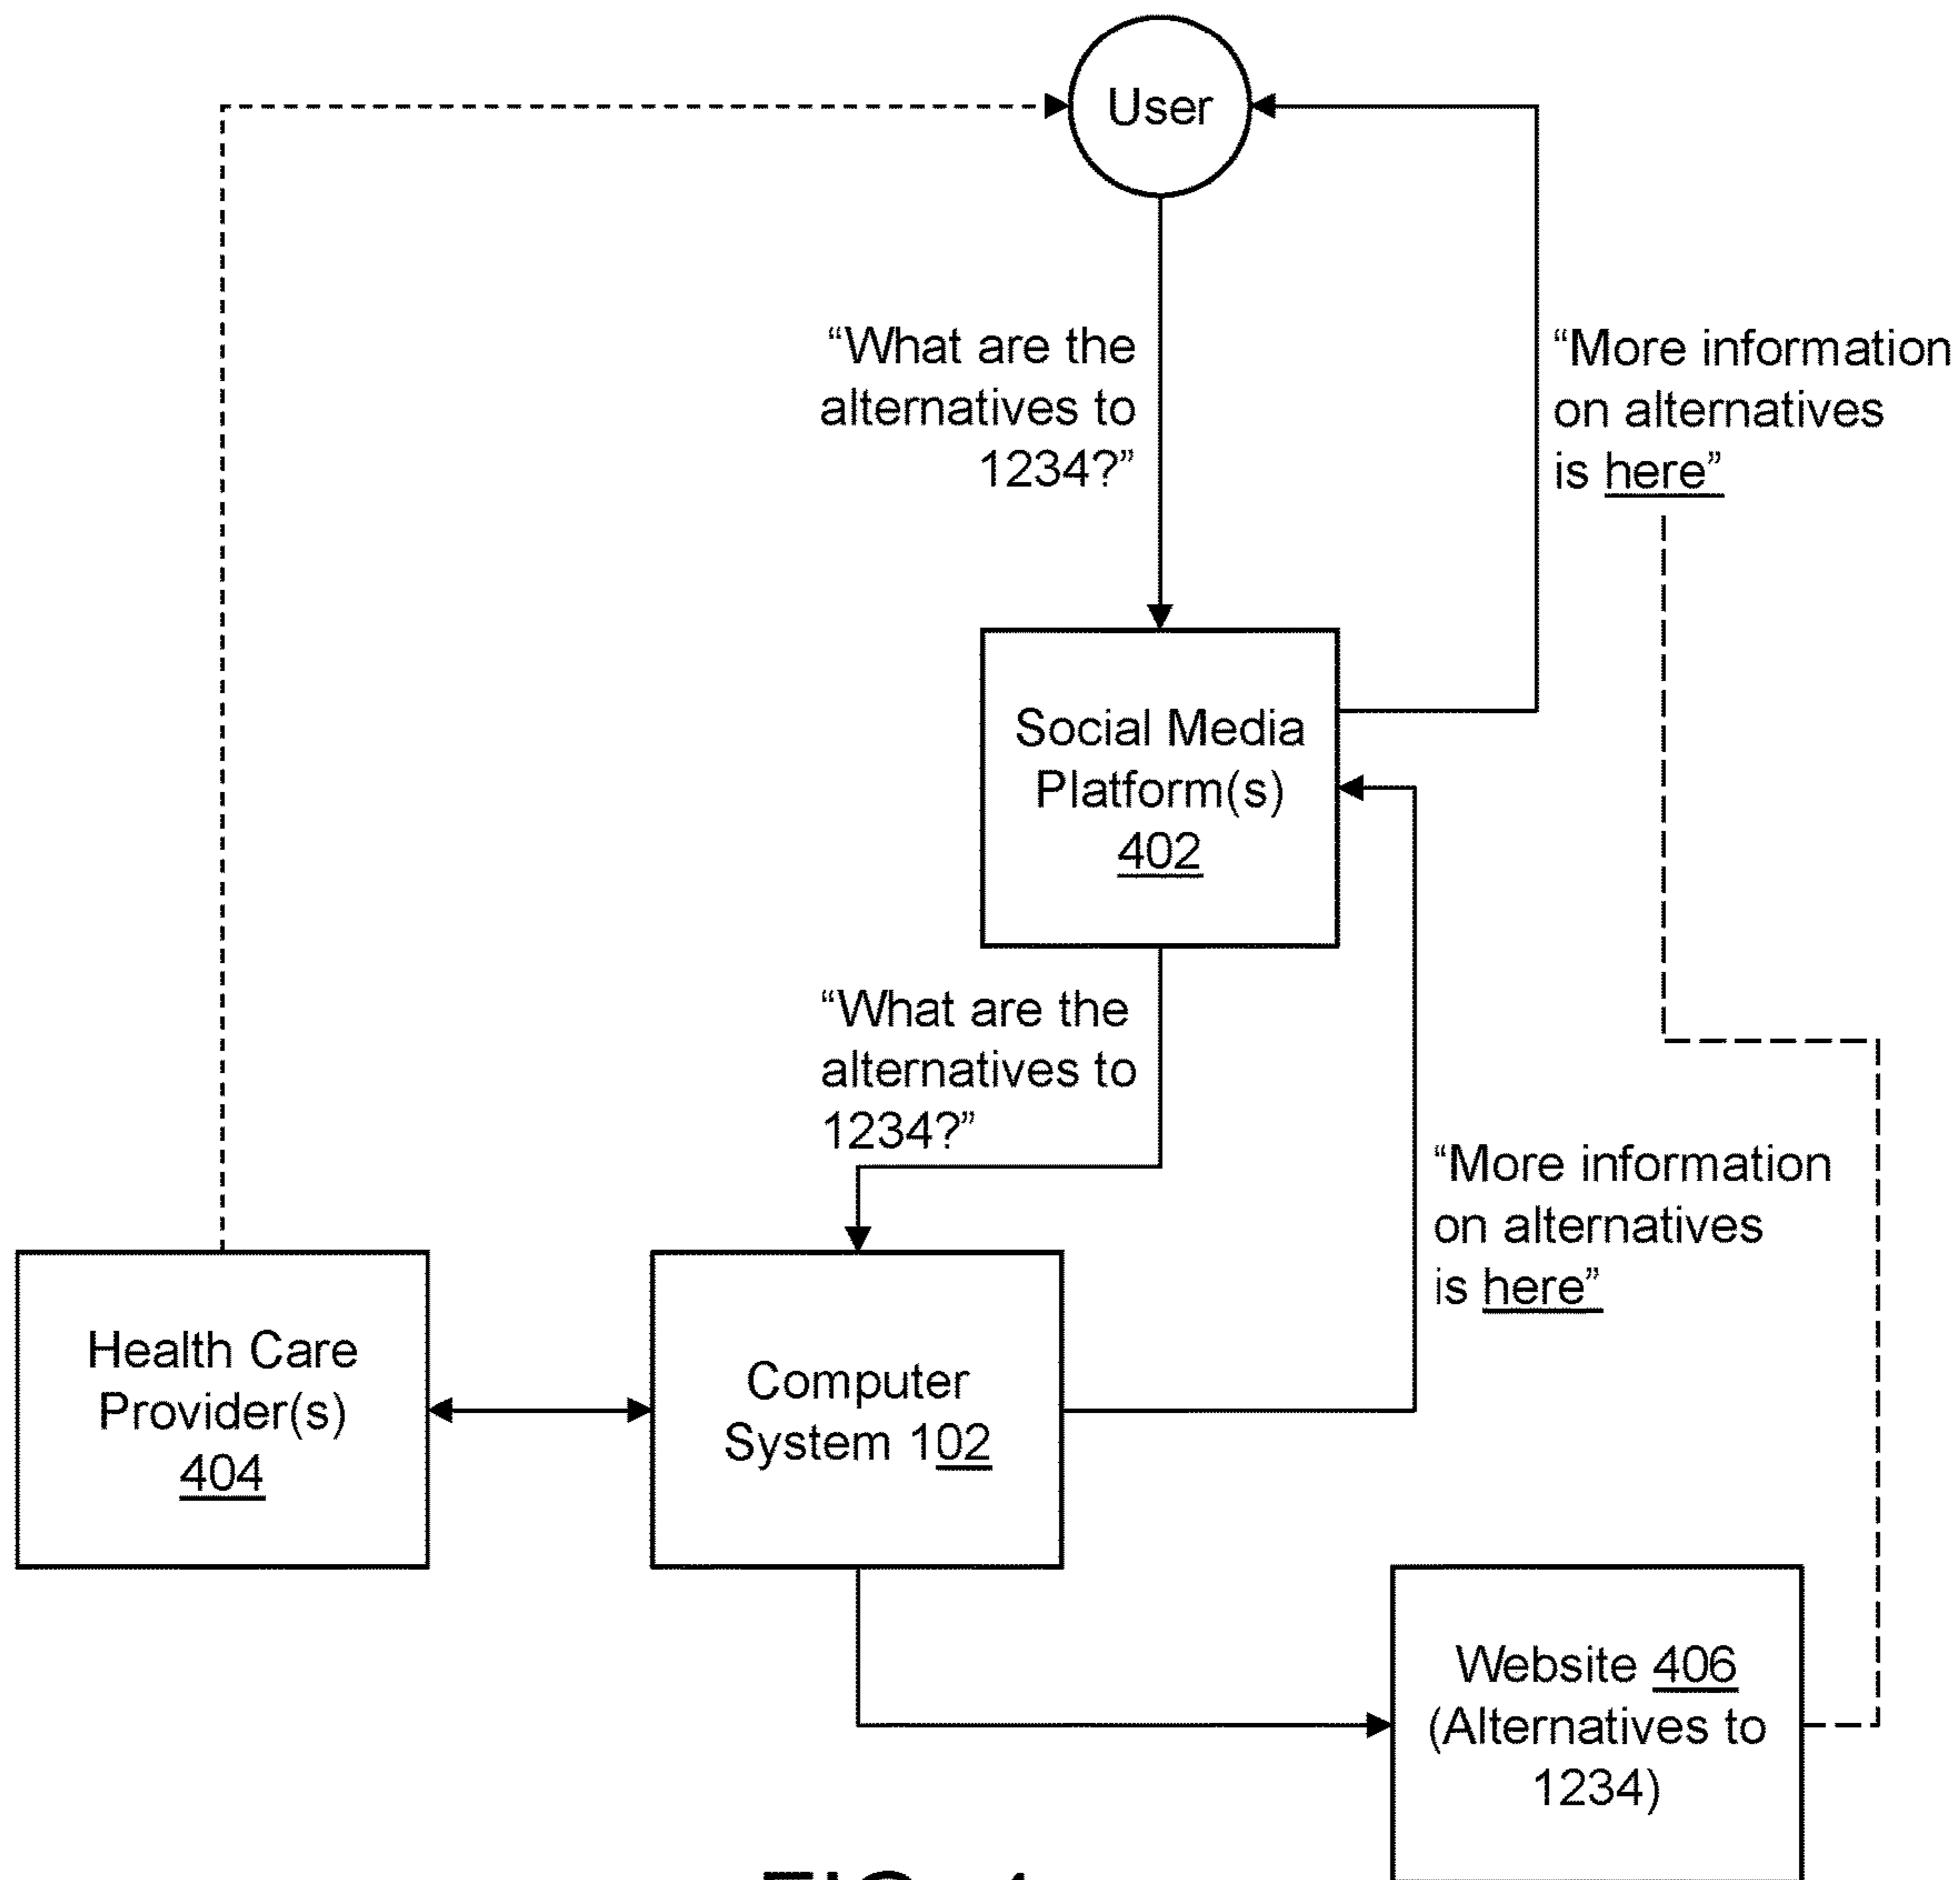 User
“What are the
alternatives to
1234?”
“More information
on alternatives
is here”
Social Media
Platform(s)
402
“What are the
alternatives to
1234?”
“More information
on alternatives
is here”
Health Care
Provider(s)
404
Computer
System 102
Website 406
(Alternatives to
1234)